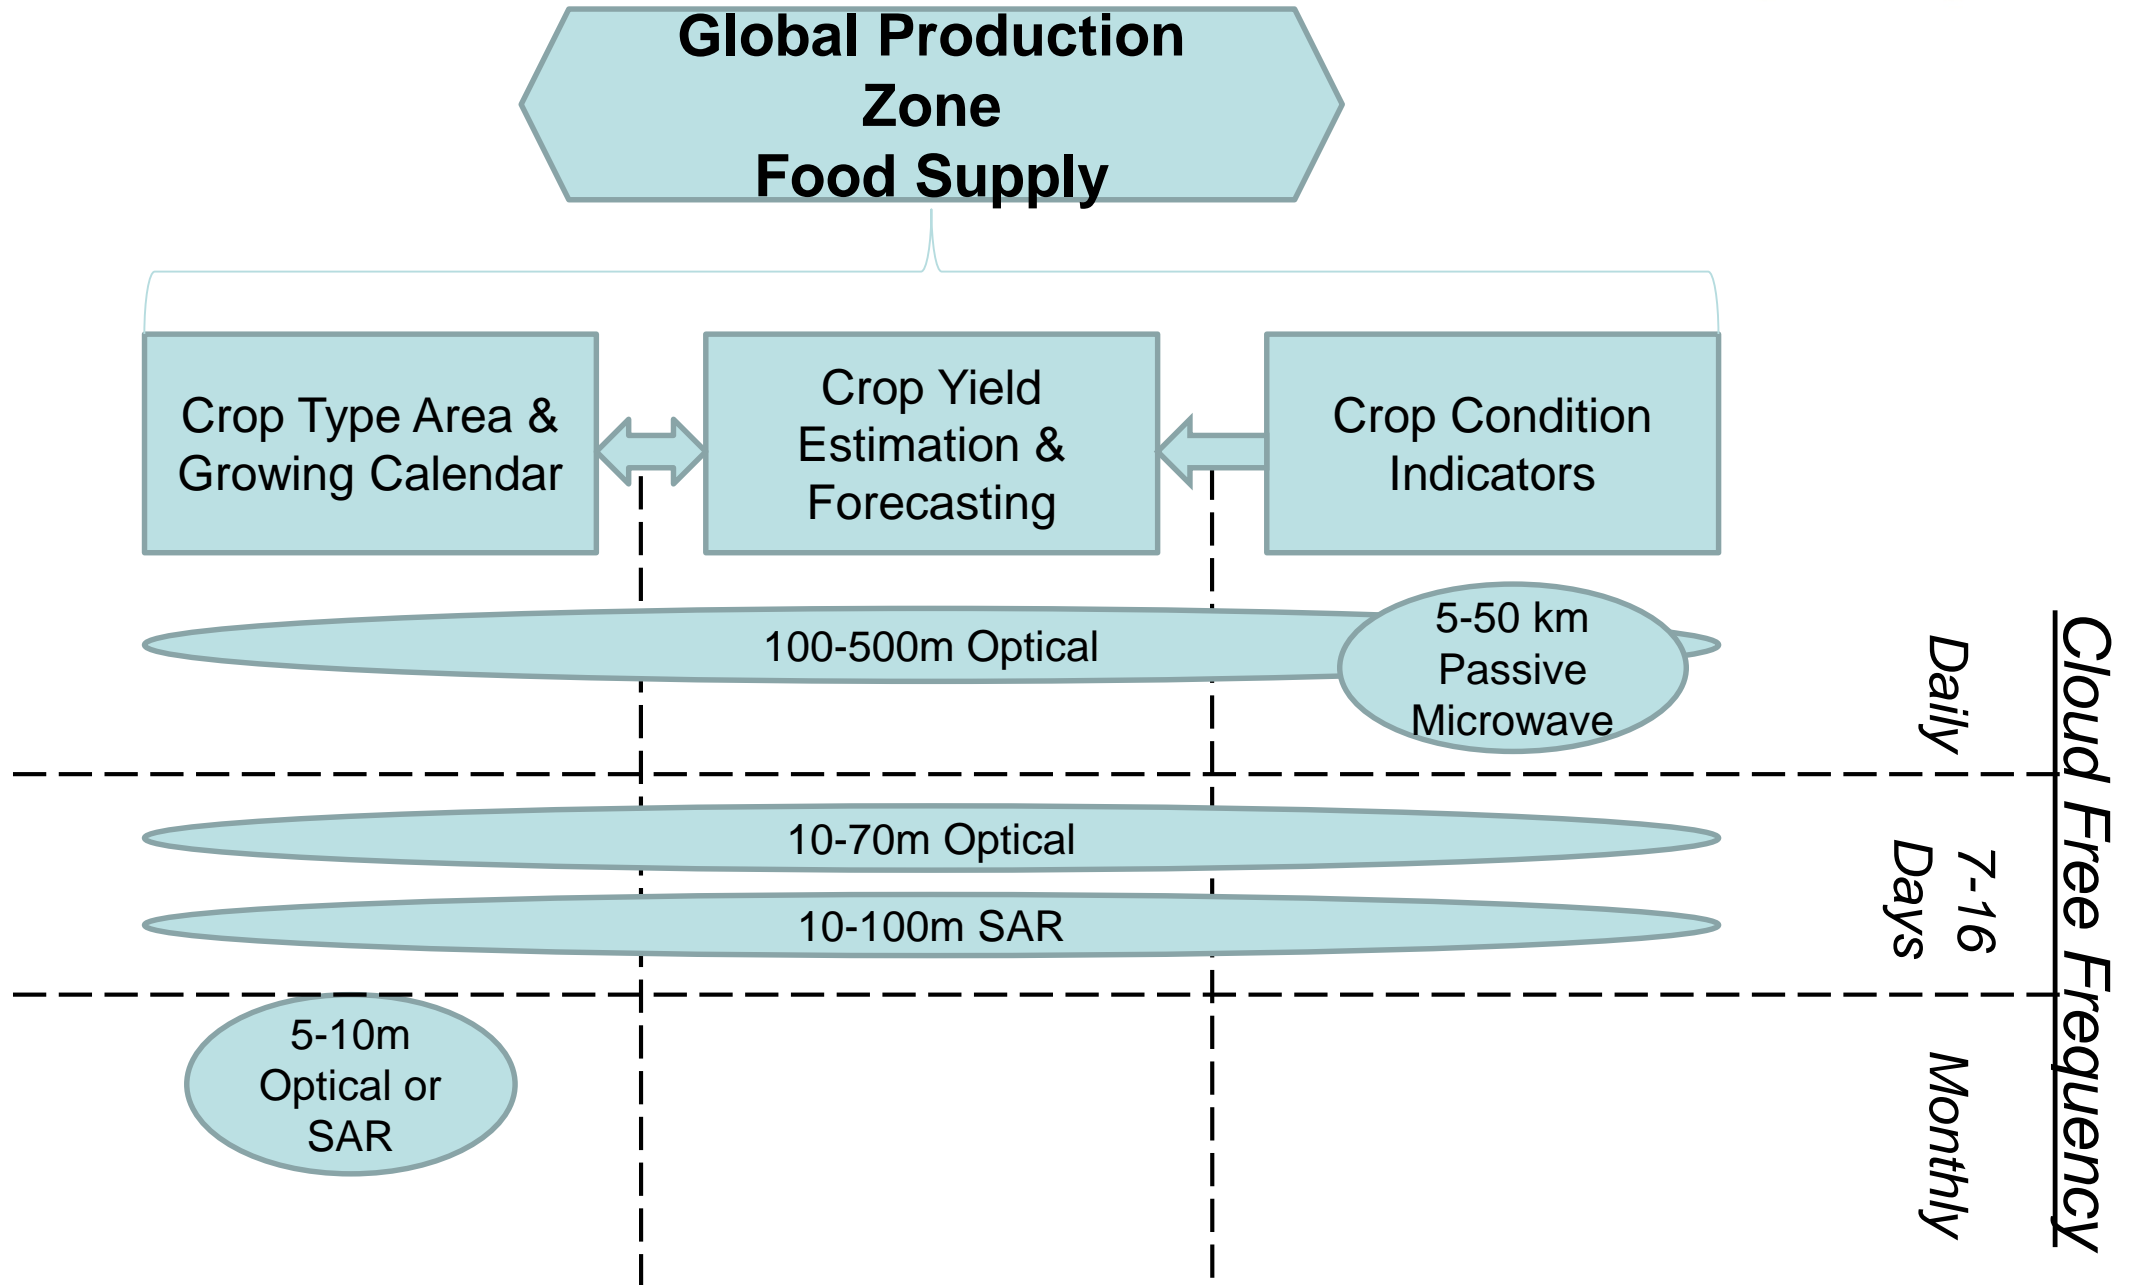 Global Production
Zone
Food Supply
Crop Type Area &
Growing Calendar
Crop Yield
Estimation &
Forecasting
Crop Condition
Indicators
100-500m Optical
5-50 km
Passive
Microwave
Daily
10-70m Optical
10-100m SAR
7-16
Days
5-10m
Optical or
SAR
Monthly
Cloud Free Frequency